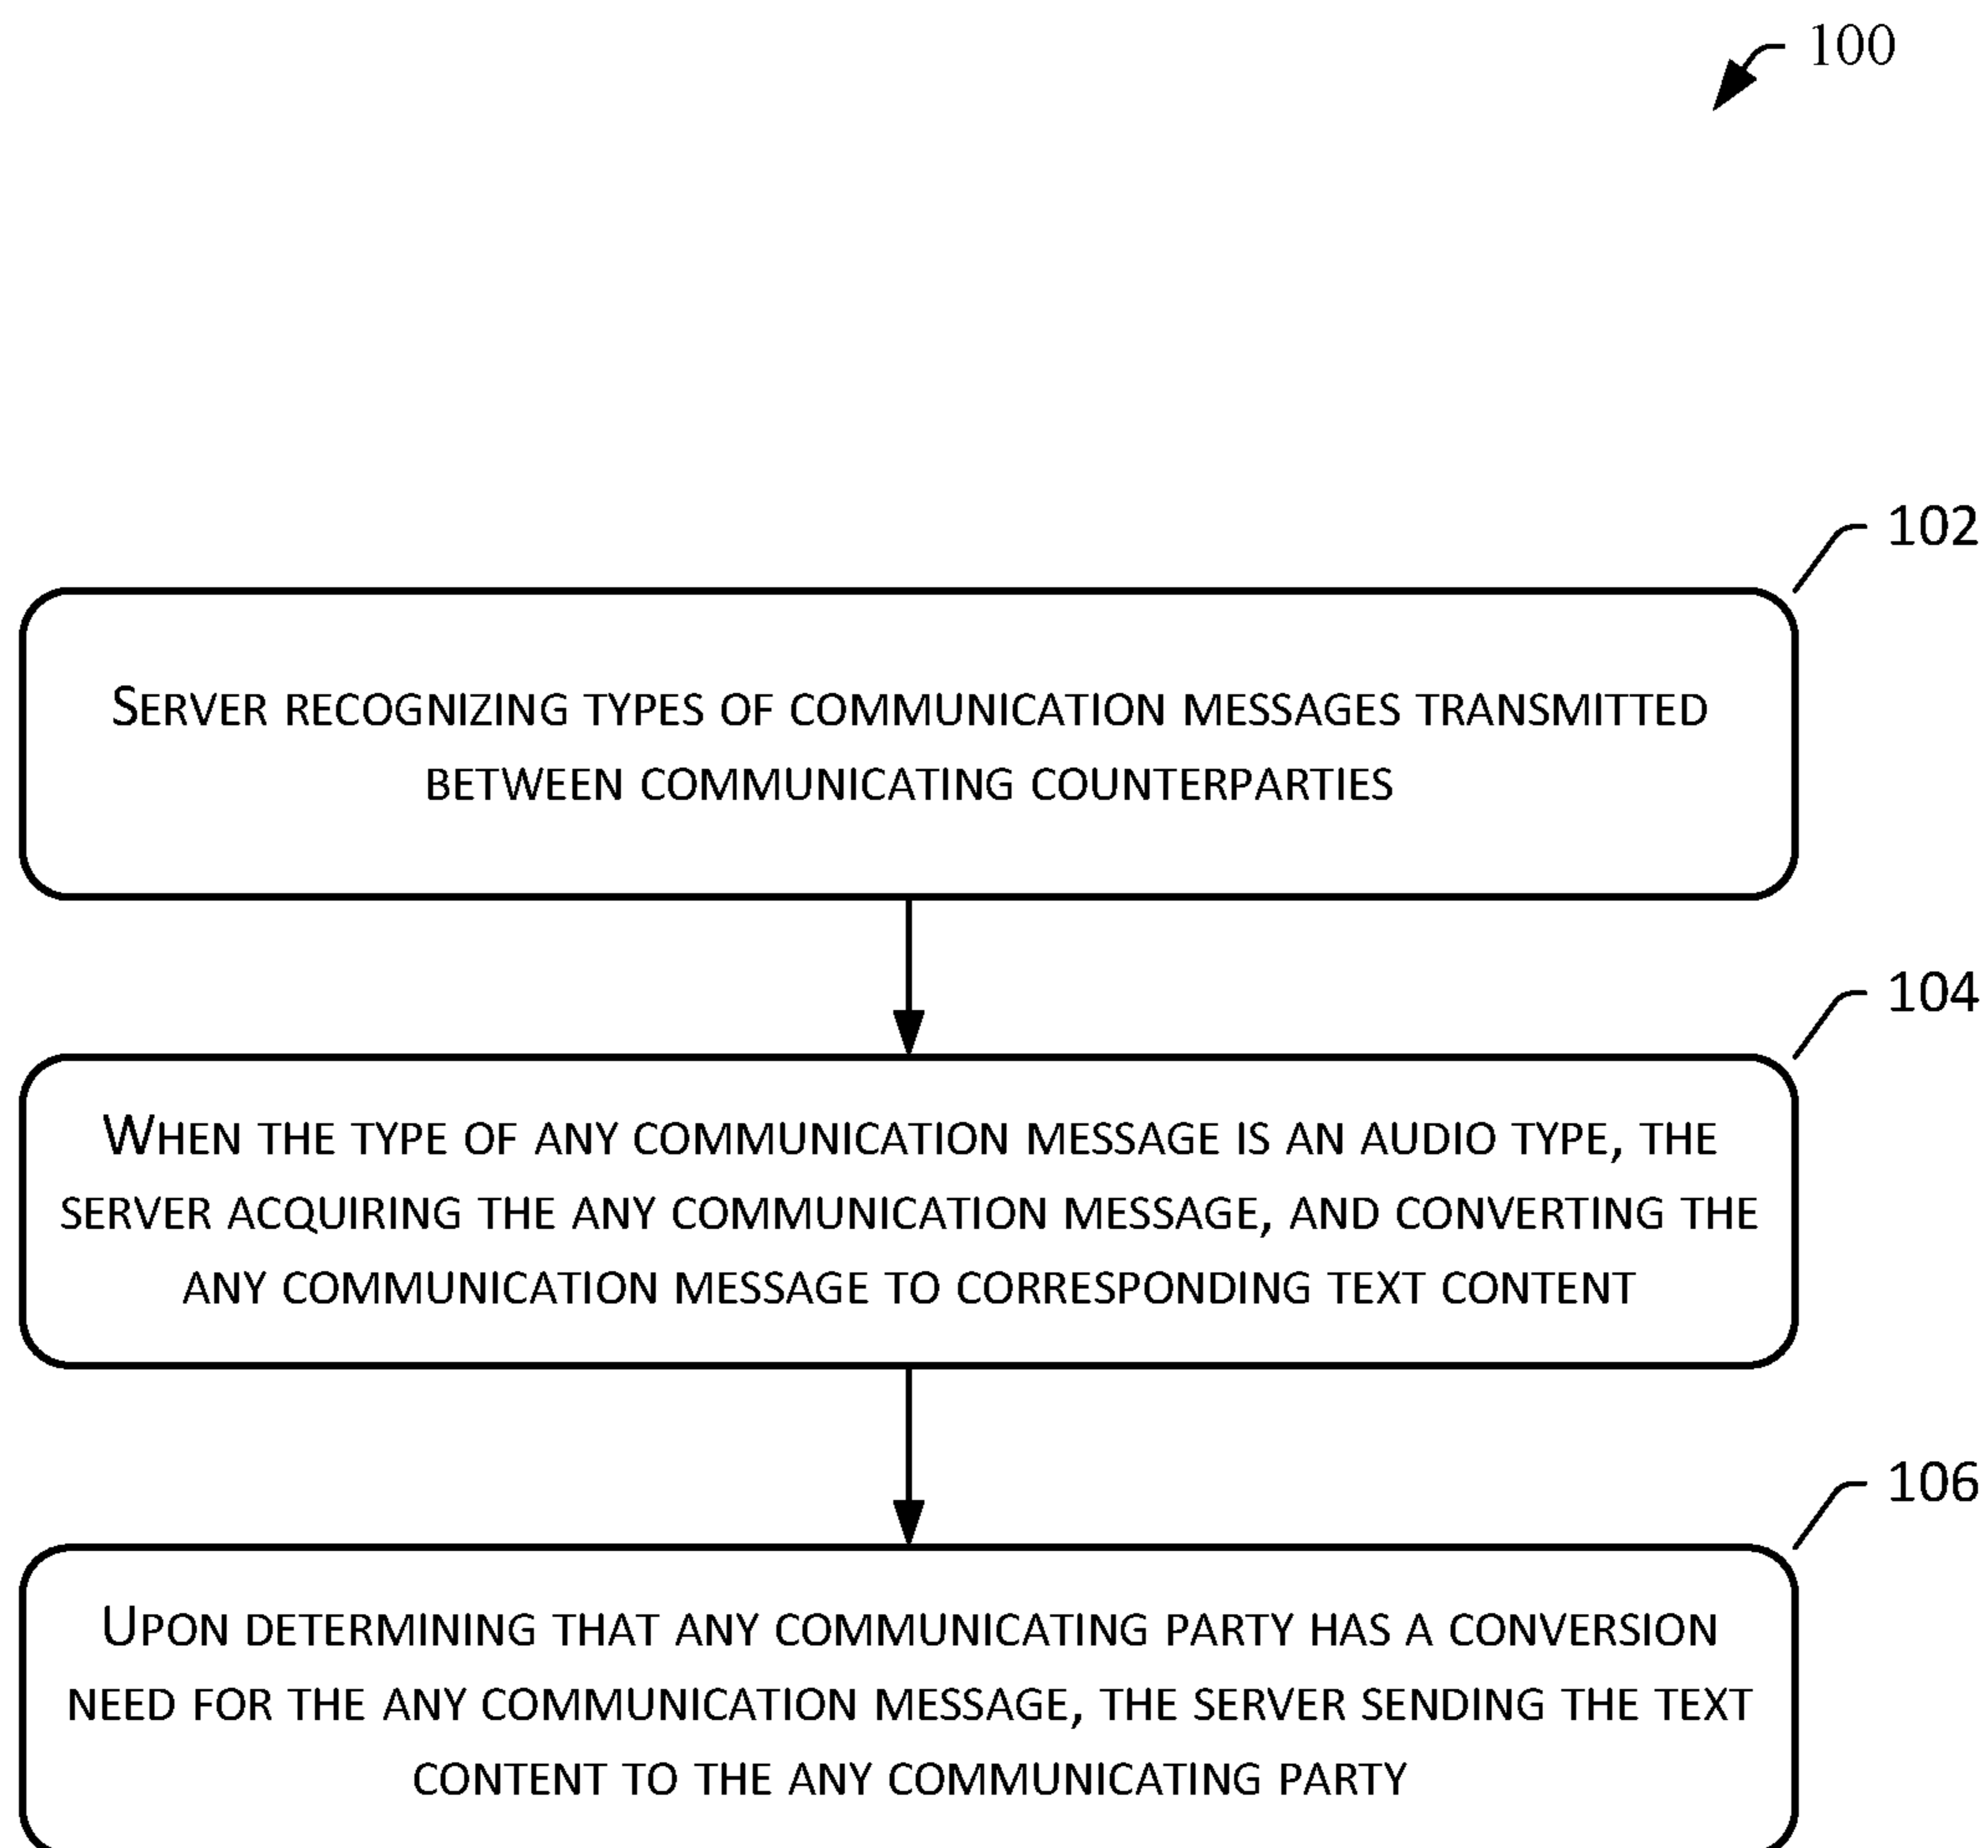 100
102
Server recognizing types of communication messages transmitted
between communicating counterparties
104
When the type of any communication message is an audio type, the
server acquiring the any communication message, and converting the
any communication message to corresponding text content
106
Upon determining that any communicating party has a conversion
need for the any communication message, the server sending the text
content to the any communicating party